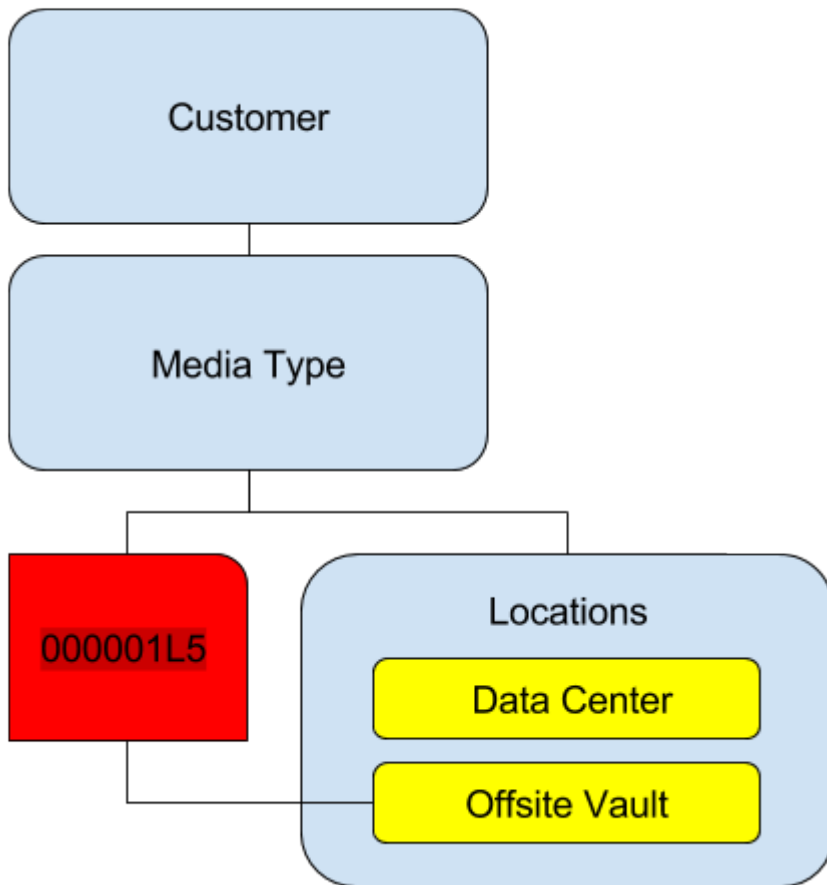 Customer
Media Type
000001L5
Locations
Data Center
Offsite Vault